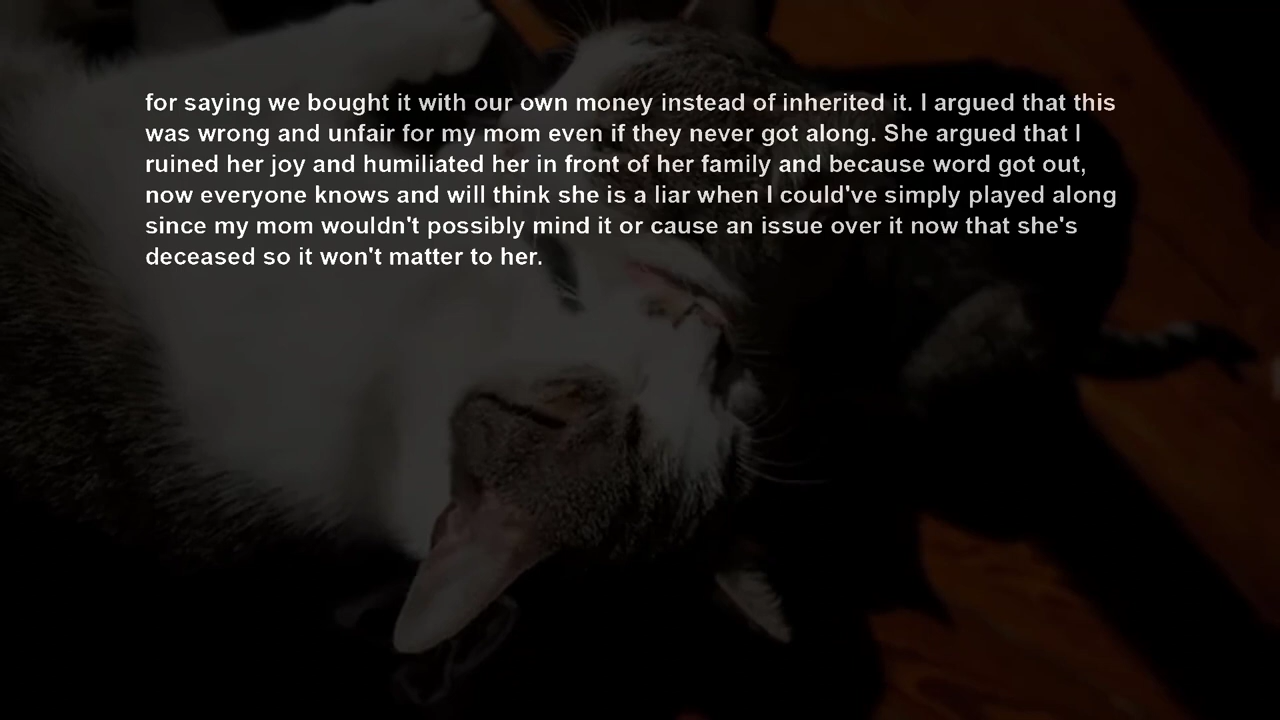 for saying we bought it with our own money instead of inherited it. I argued that this
was wrong and unfair for my mom even if they never got along. She argued that I
ruined her joy and humiliated her in front of her family and because word got out,
now everyone knows and will think she is a liar when I could've simply played along
since my mom wouldn't possibly mind it or cause an issue over it now that she's
deceased so it won't matter to her.